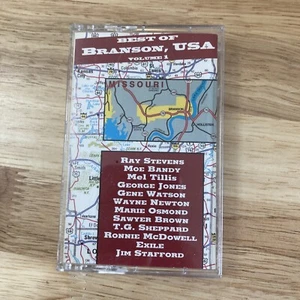 BEST OF
BRANSON, USA
VOLUME 1
MISSOURI
RAY STEVENS
MOE BANDY
MEL TILLIS
GEORGE JONES
GENE WATSON
WAYNE NEWTON
MARIE OSMOND
SAWYER BROWN
T.G. SHEPPARD
RONNIE MCDOWELL
EXILE
JIM STAFFORD